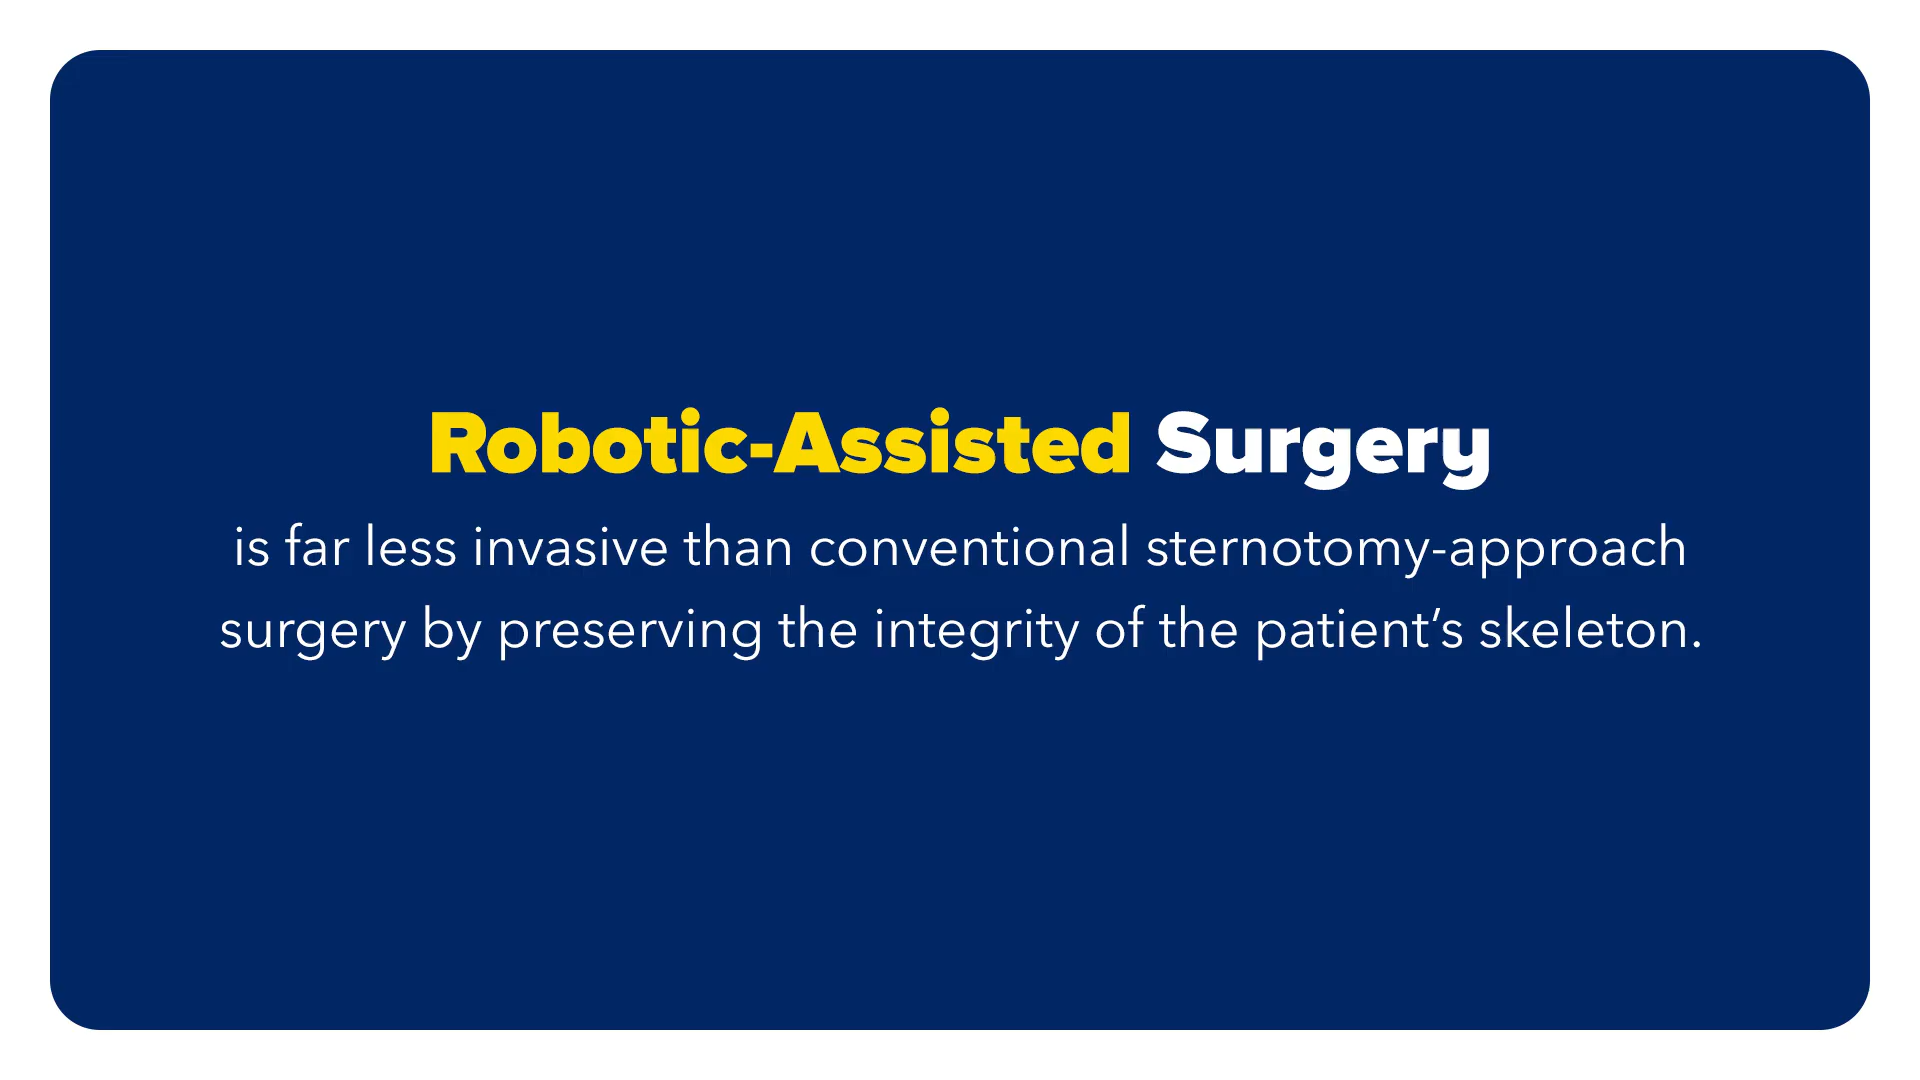 Robotic-Assisted Surgery
is far less invasive than conventional sternotomy-approach
surgery by preserving the integrity of the patient’s skeleton.